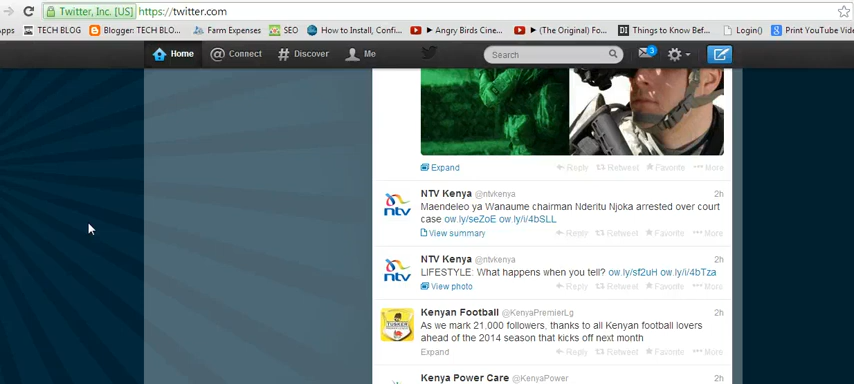 Twitter, Inc. [US] https://twitter.com
Apps TECH BLOG Blogger: TECH BLO... Farm Expenses SEO How to Install, Confi... ► Angry Birds Cine... ► (The Original) Fo... Things to Know Bef... Login() Print YouTube Vide
Home Connect Discover Me Search 3
Expand Reply Retweet Favorite More
NTV Kenya @ntvkenya 2h
Maendeleo ya Wanaume chairman Nderitu Njoka arrested over court
case ow.ly/seZoE ow.ly/i/4bSLL
View summary Reply Retweet Favorite More
NTV Kenya @ntvkenya 2h
ntv
LIFESTYLE: What happens when you tell? ow.ly/sf2uH ow.ly/i/4bTza
ntv
View photo Reply Retweet Favorite More
Kenyan Football @KenyaPremierLg 2h
TUSKER
As we mark 21,000 followers, thanks to all Kenyan football lovers
ahead of the 2014 season that kicks off next month
Expand Reply Retweet Favorite More
Kenya Power Care @KenyaPower 2h